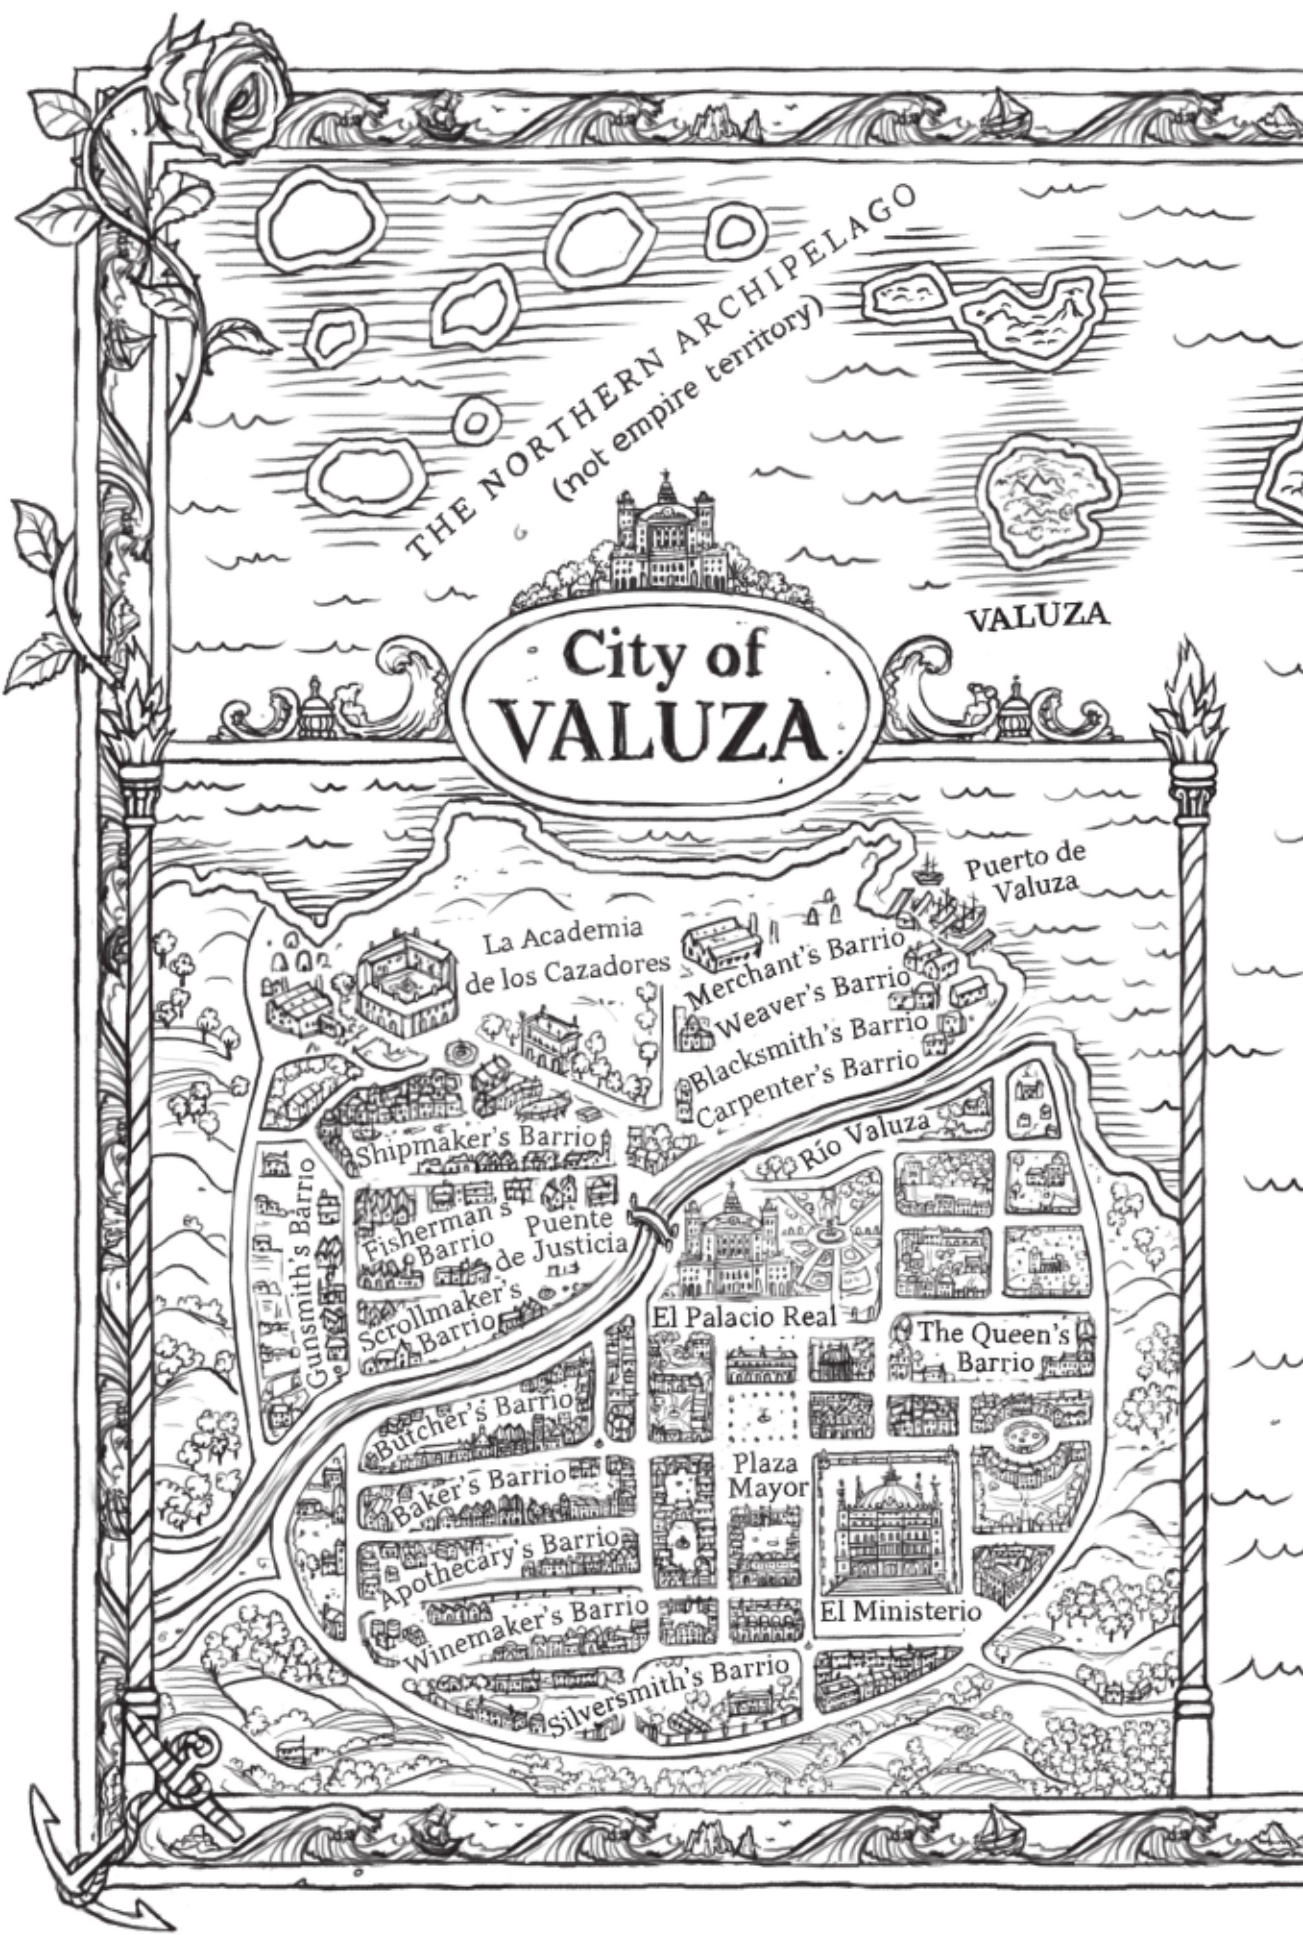 THE NORTHERN ARCHIPELAGO
(not empire territory)
VALUZA
City of
VALUZA
Puerto de
Valuza
La Academia
de los Cazadores
Merchant's Barrio
Weaver's Barrio
Blacksmith's Barrio
Carpenter's Barrio
Río Valuza
Shipmaker's Barrio
Gunsmith's Barrio
Fisherman's
Barrio
Puente
de Justicia
Scrollmaker's
Barrio
El Palacio Real
The Queen's
Barrio
Butcher's Barrio
Baker's Barrio
Plaza
Mayor
Apothecary's Barrio
Winemaker's Barrio
El Ministerio
Silversmith's Barrio